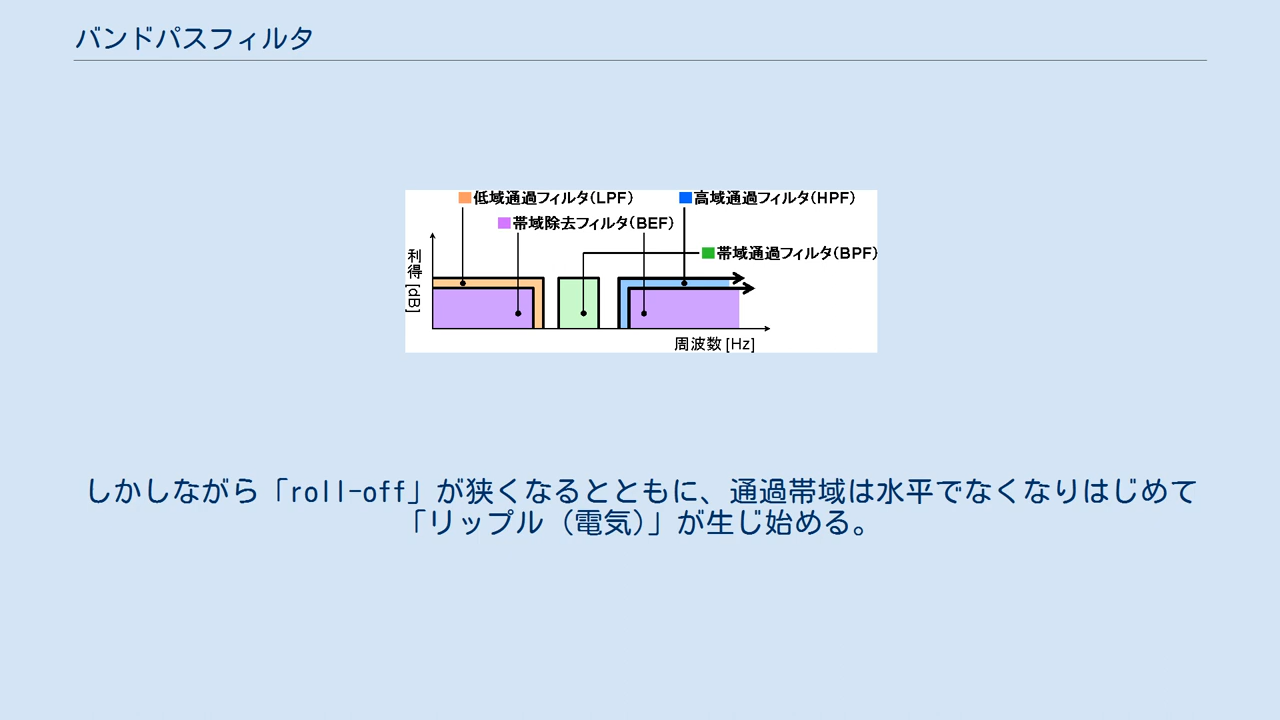 バンドパスフィルタ
低域通過フィルタ(LPF)
高域通過フィルタ(HPF)
帯域除去フィルタ(BEF)
帯域通過フィルタ(BPF)
利得 [dB]
周波数 [Hz]
しかしながら「roll-off」が狭くなるとともに、通過帯域は水平でなくなりはじめて
「リップル（電気）」が生じ始める。